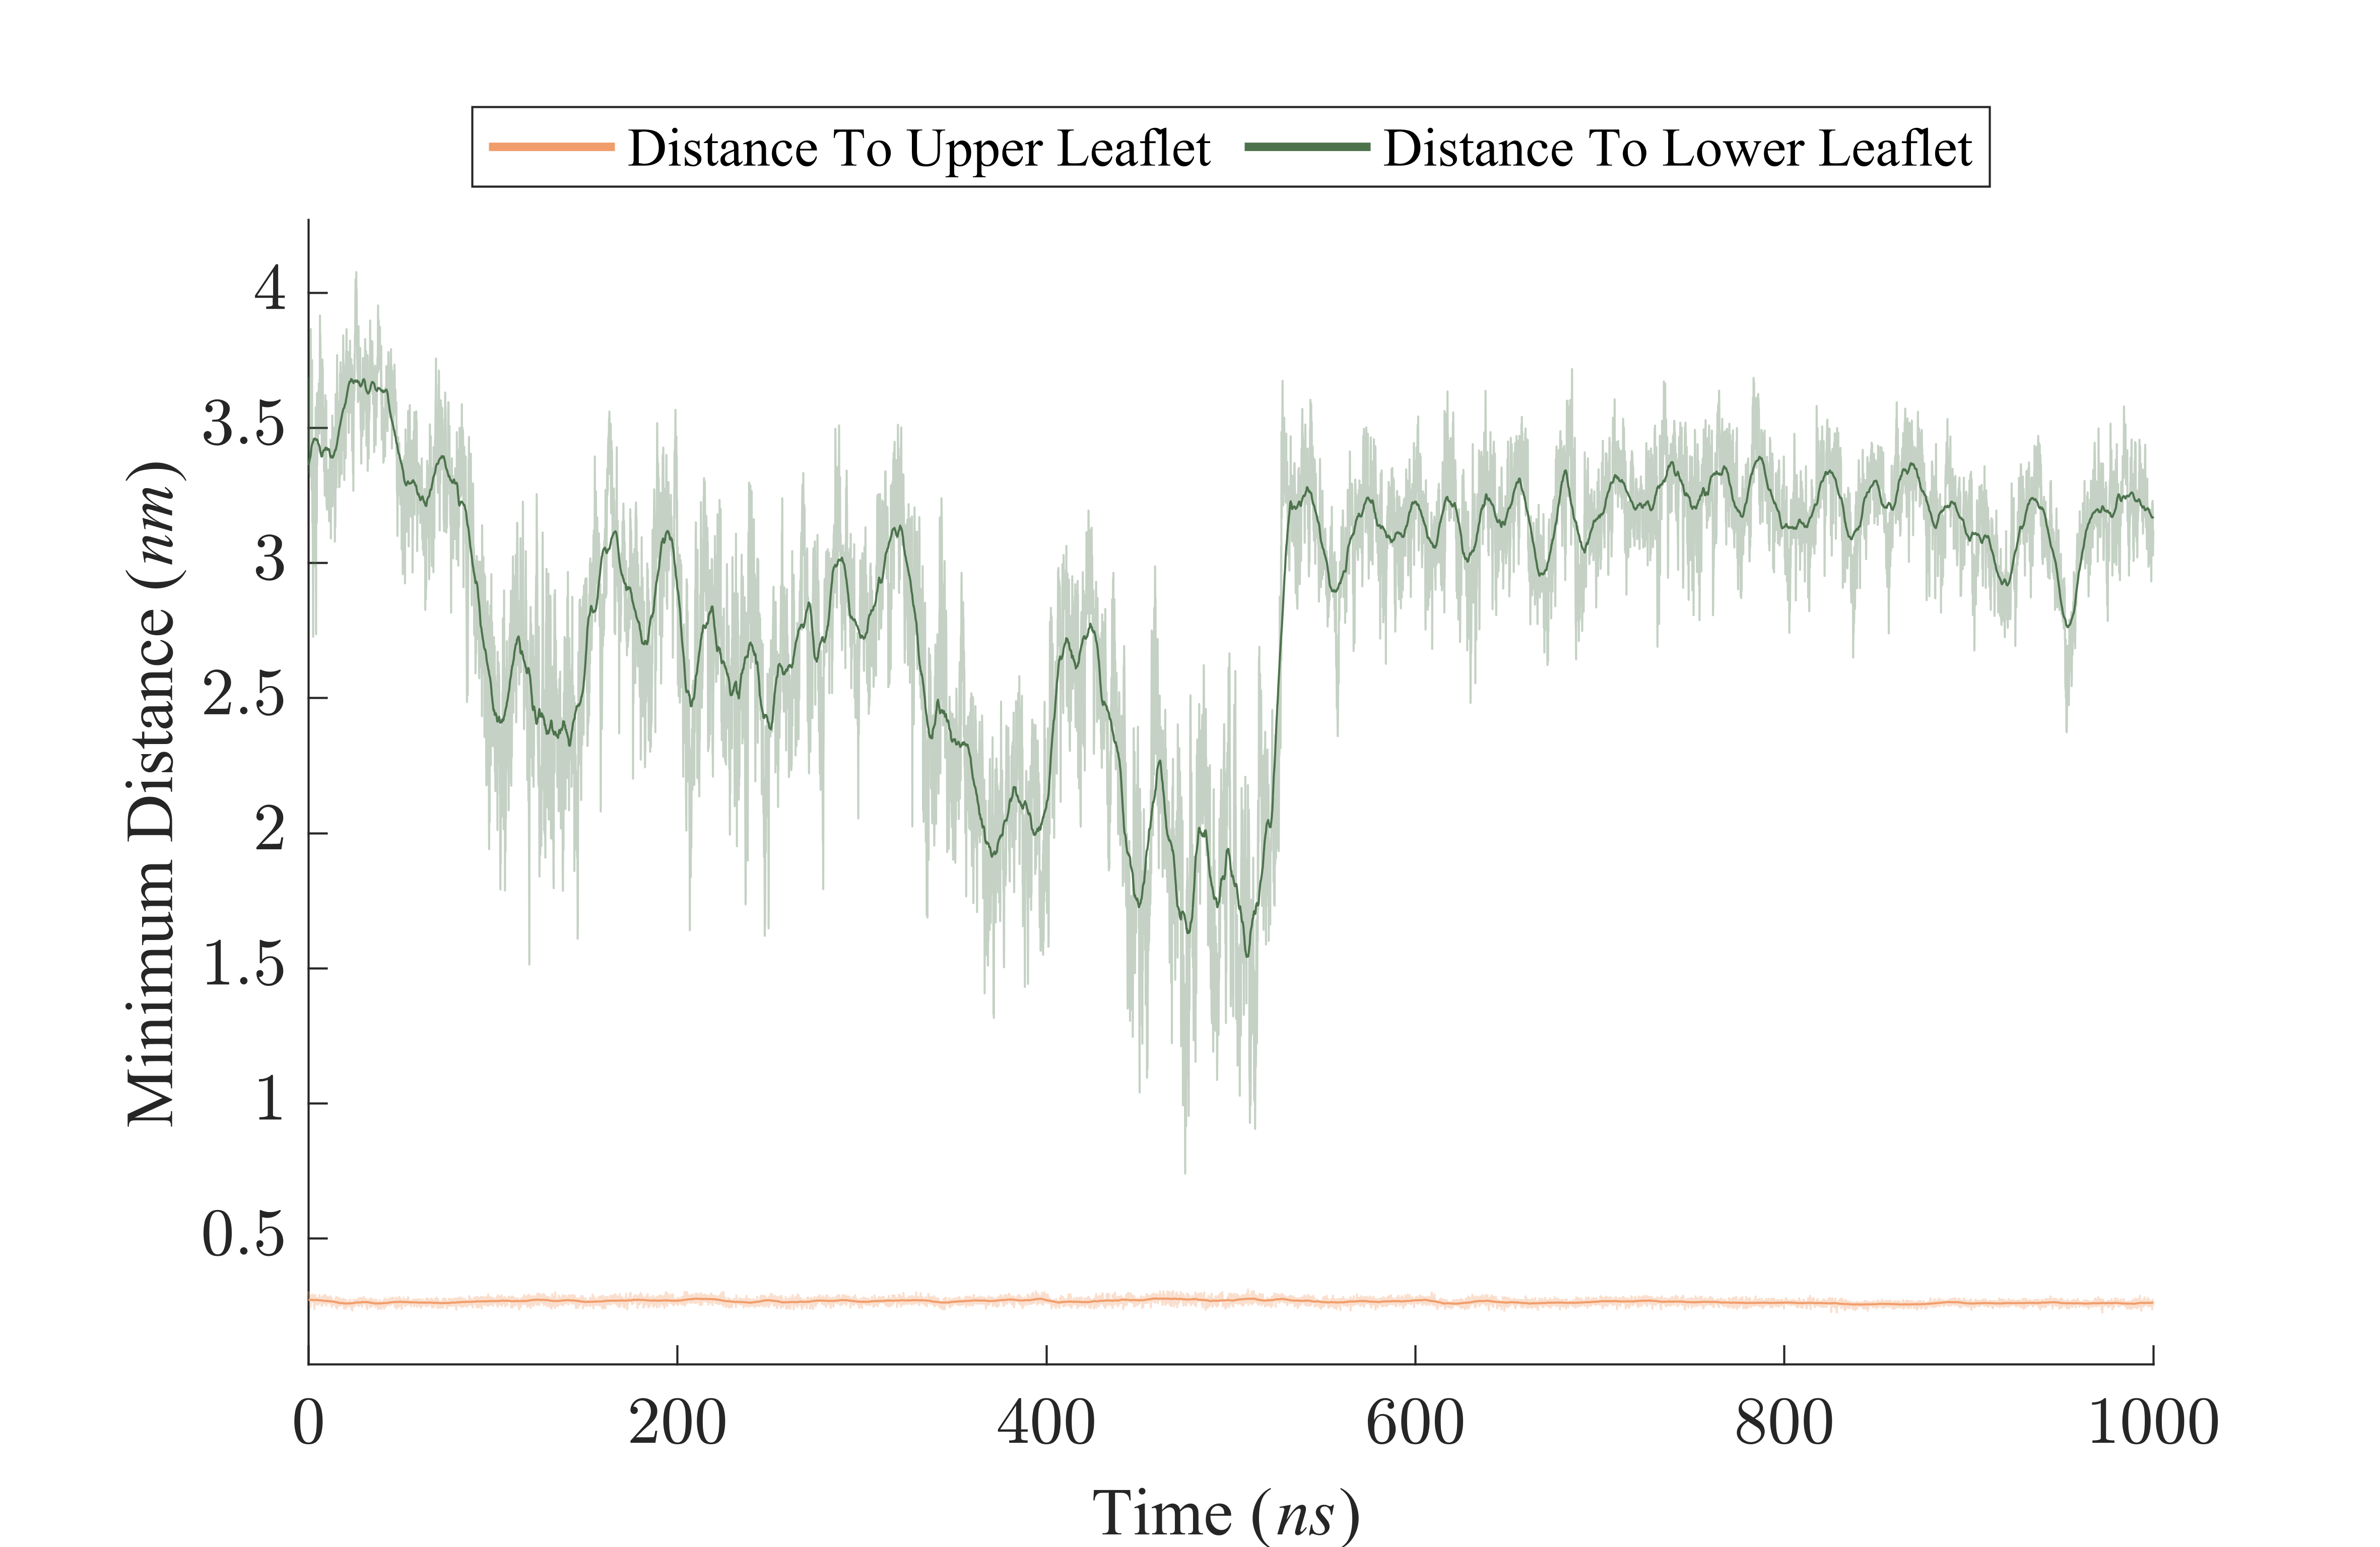 Distance To Upper Leaflet Distance To Lower Leaflet
4
3.5
3
2.5
2
1.5
1
0.5
Minimum Distance (nm)
0 200 400 600 800 1000
Time (ns)